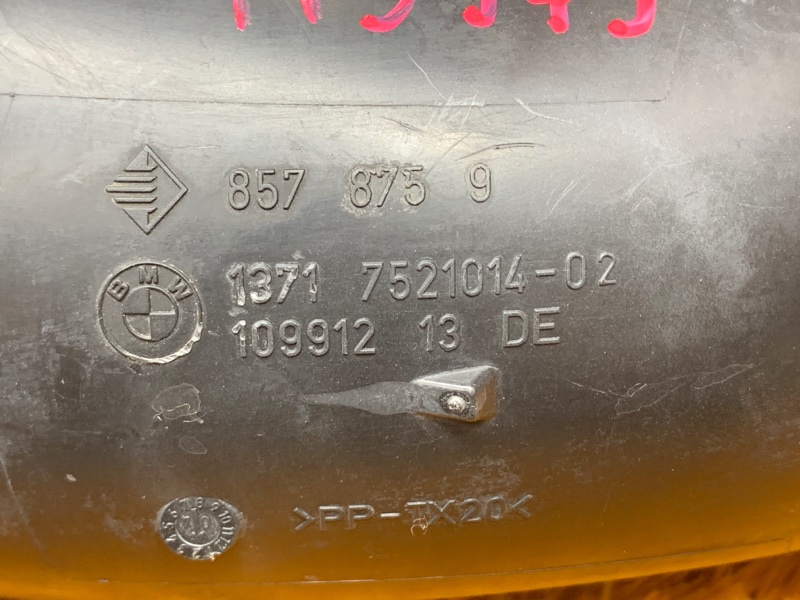 857 875 9
BMW
1371 7521014-02
109912 13 DE
>PP-TX20<